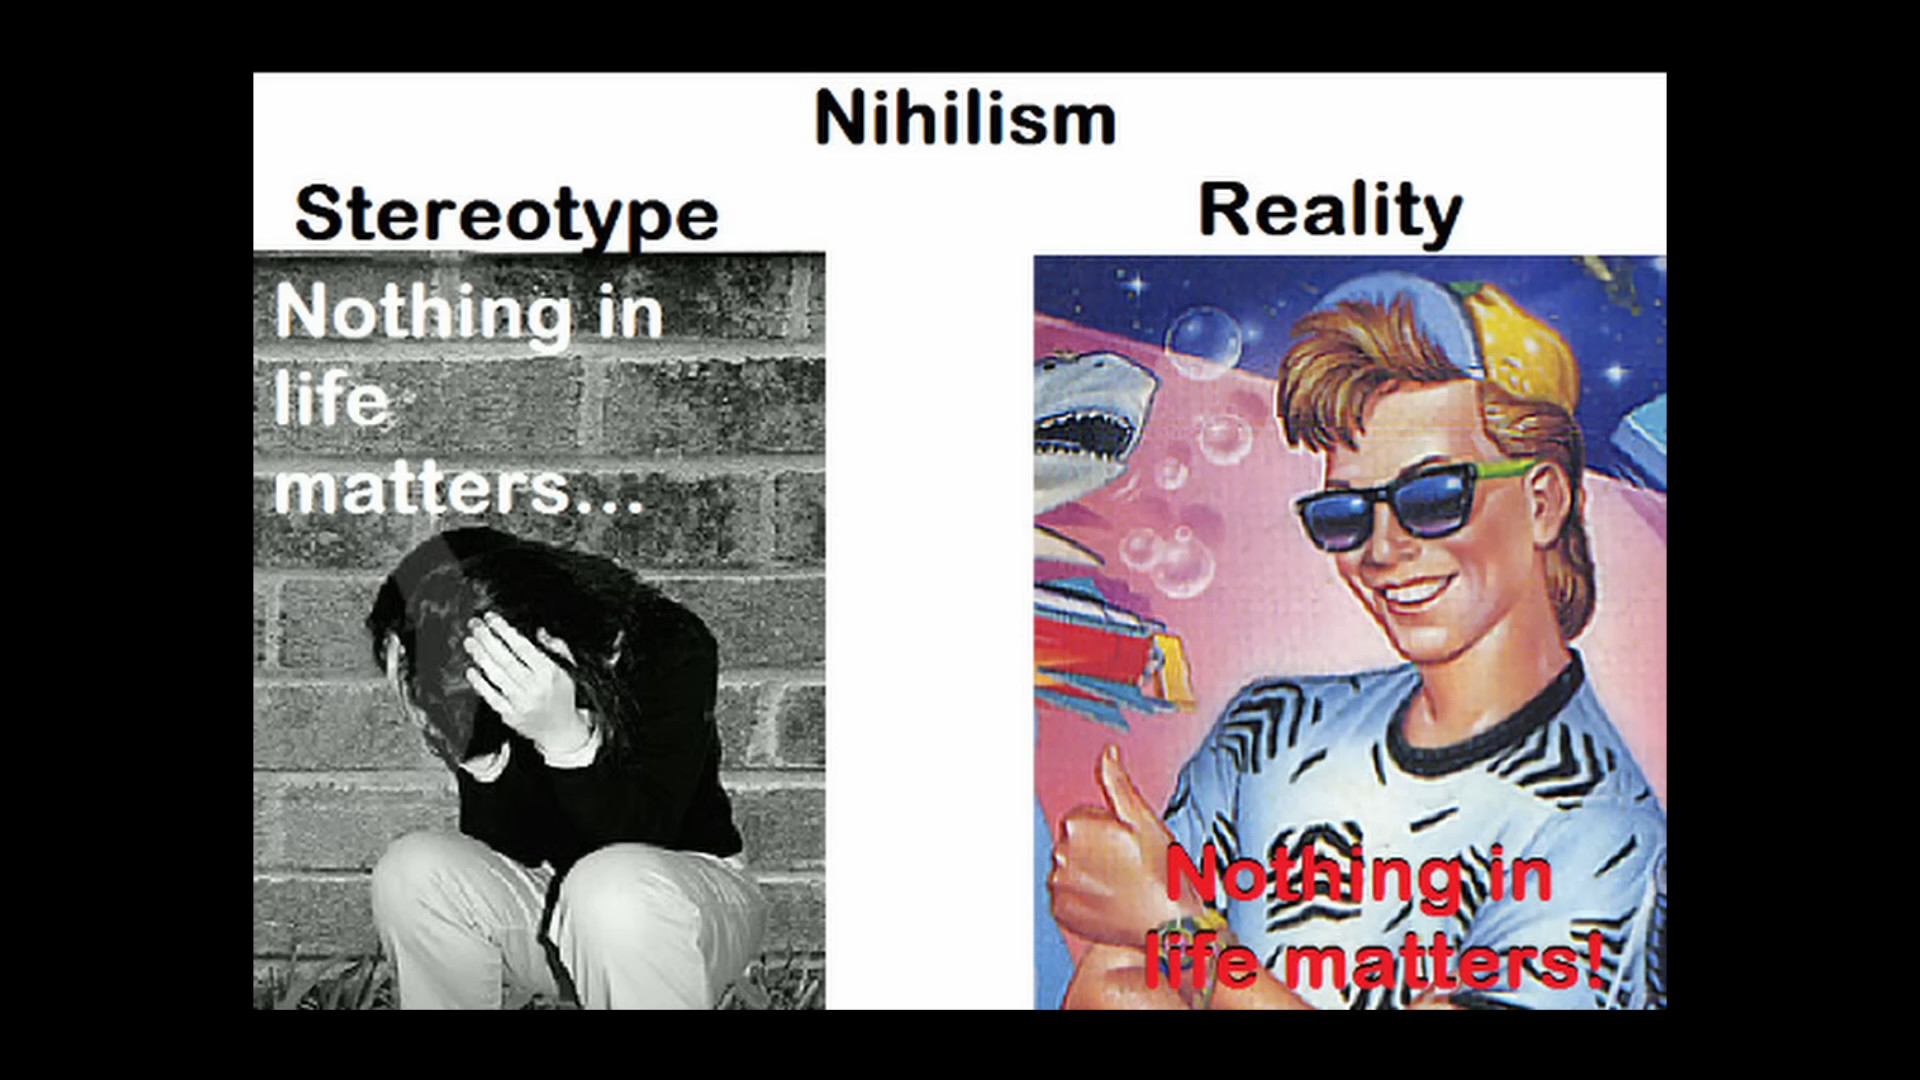 Nihilism
Stereotype
Reality
Nothing in
life
matters...
Nothing in
life matters!